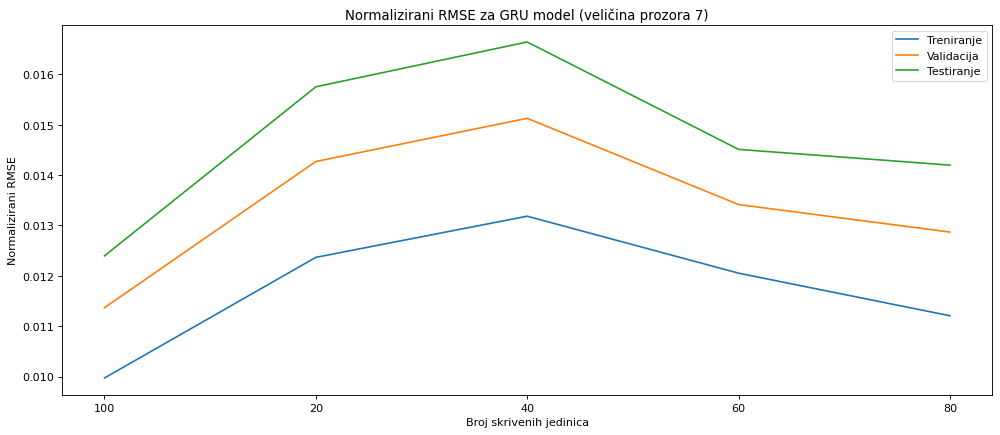 Normalizirani RMSE za GRU model (veličina prozora 7)
Treniranje
Validacija
Testiranje
Normalizirani RMSE
0.016
0.015
0.014
0.013
0.012
0.011
0.010
100 20 40 60 80
Broj skrivenih jedinica